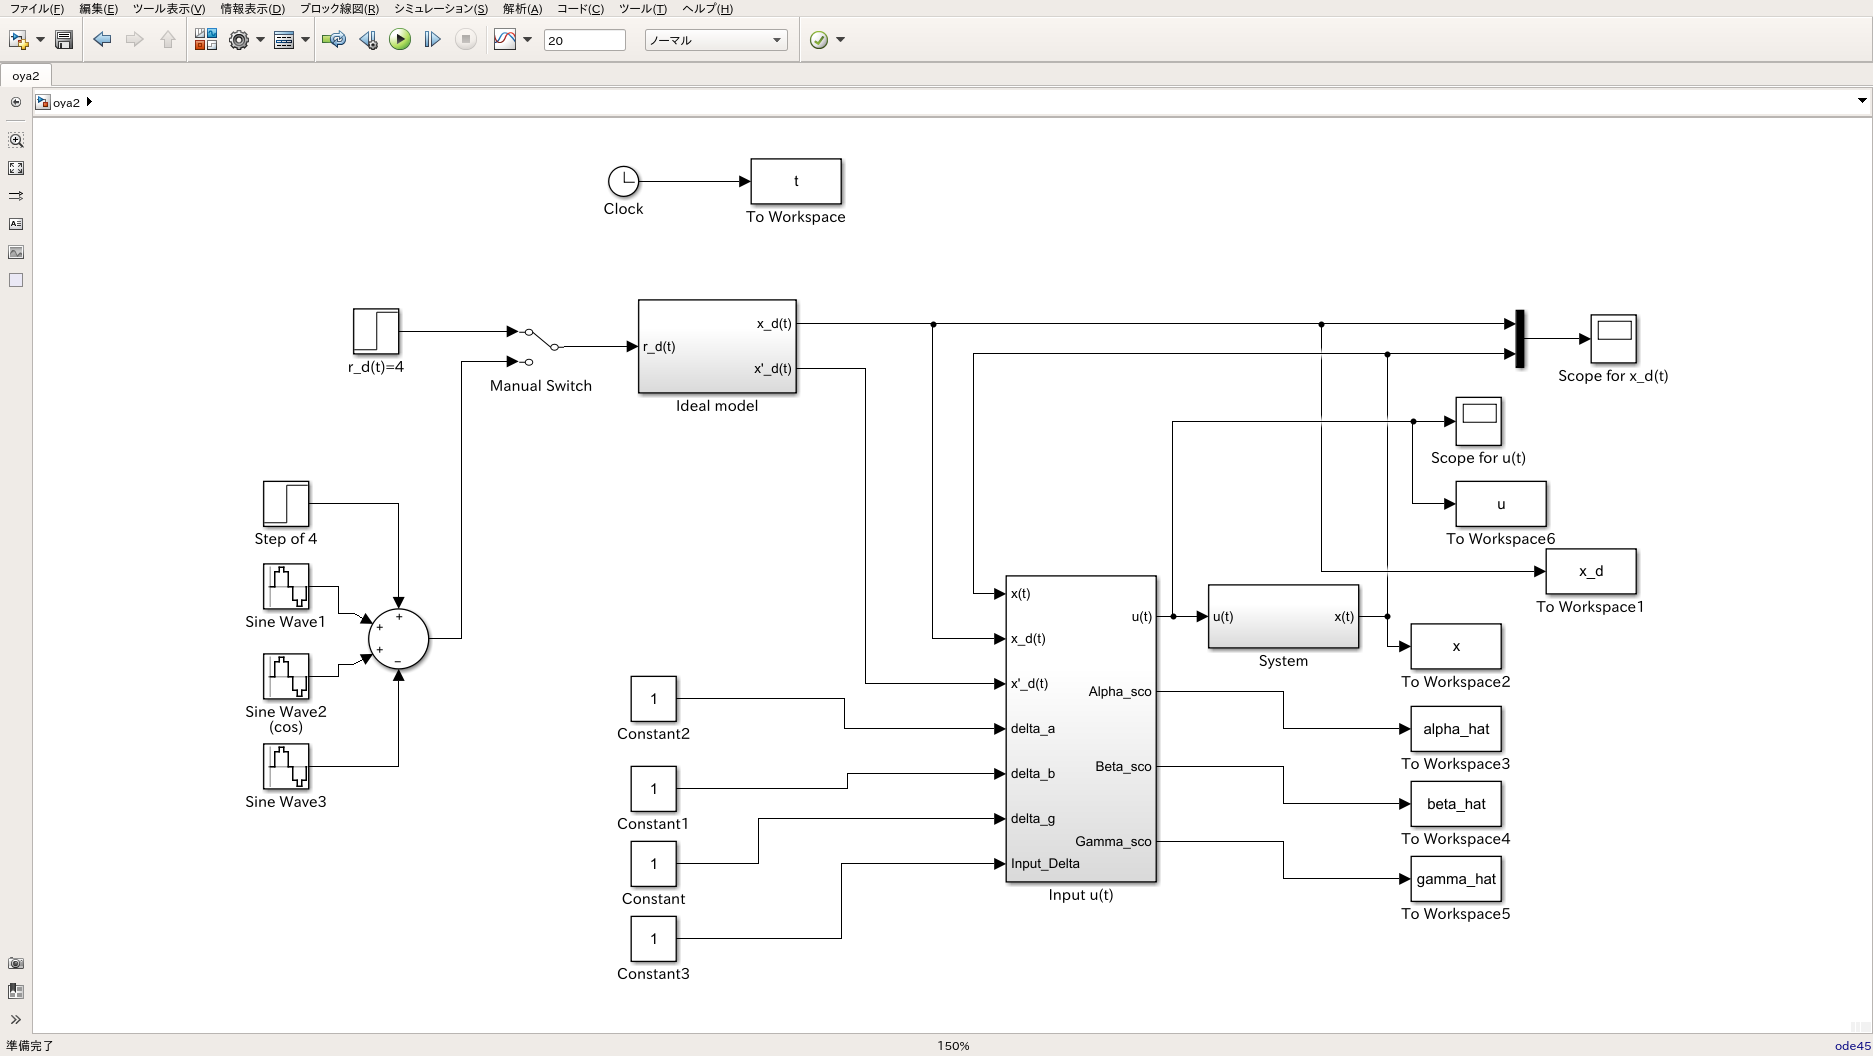 ファイル(F) 編集(E) ツール表示(V) 情報表示(D) ブロック線図(R) シミュレーション(S) 解析(A) コード(C) ツール(T) ヘルプ(H)
20 ノーマル
oya2
oya2
t
Clock
To Workspace
r_d(t)=4
Manual Switch
r_d(t)
x_d(t)
x'_d(t)
Ideal model
Scope for x_d(t)
Scope for u(t)
u
To Workspace6
x_d
To Workspace1
Step of 4
Sine Wave1
Sine Wave2
(cos)
Sine Wave3
+
+
+
−
x(t)
x_d(t)
x'_d(t)
delta_a
delta_b
delta_g
Input_Delta
u(t)
Alpha_sco
Beta_sco
Gamma_sco
Input u(t)
u(t)
x(t)
System
x
To Workspace2
alpha_hat
To Workspace3
beta_hat
To Workspace4
gamma_hat
To Workspace5
1
Constant2
1
Constant1
1
Constant
1
Constant3
準備完了 150% ode45